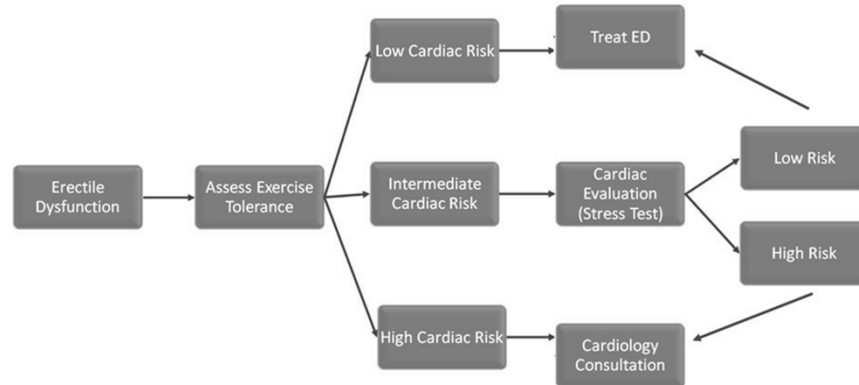 Erectile
Dysfunction
Assess Exercise
Tolerance
Low Cardiac Risk
Treat ED
Intermediate
Cardiac Risk
Cardiac
Evaluation
(Stress Test)
Low Risk
High Risk
High Cardiac Risk
Cardiology
Consultation